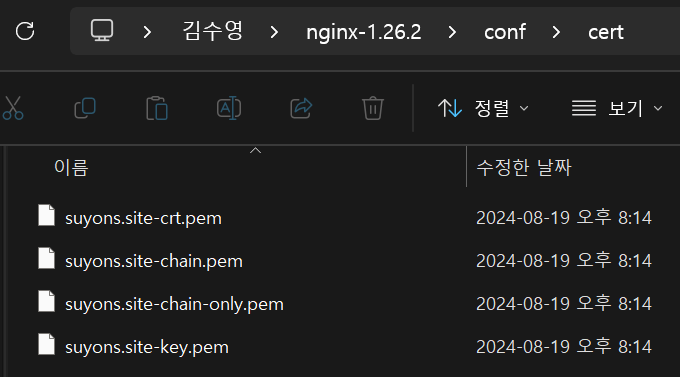 김수영 nginx-1.26.2 conf cert
정렬 보기
이름 수정한 날짜
suyons.site-crt.pem 2024-08-19 오후 8:14
suyons.site-chain.pem 2024-08-19 오후 8:14
suyons.site-chain-only.pem 2024-08-19 오후 8:14
suyons.site-key.pem 2024-08-19 오후 8:14